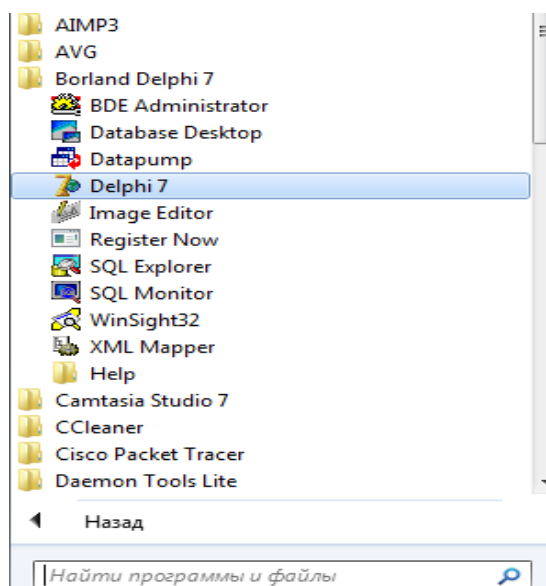 AIMP3
AVG
Borland Delphi 7
BDE Administrator
Database Desktop
Datapump
Delphi 7
Image Editor
Register Now
SQL Explorer
SQL Monitor
WinSight32
XML Mapper
Help
Camtasia Studio 7
CCleaner
Cisco Packet Tracer
Daemon Tools Lite
Назад
Найти программы и файлы